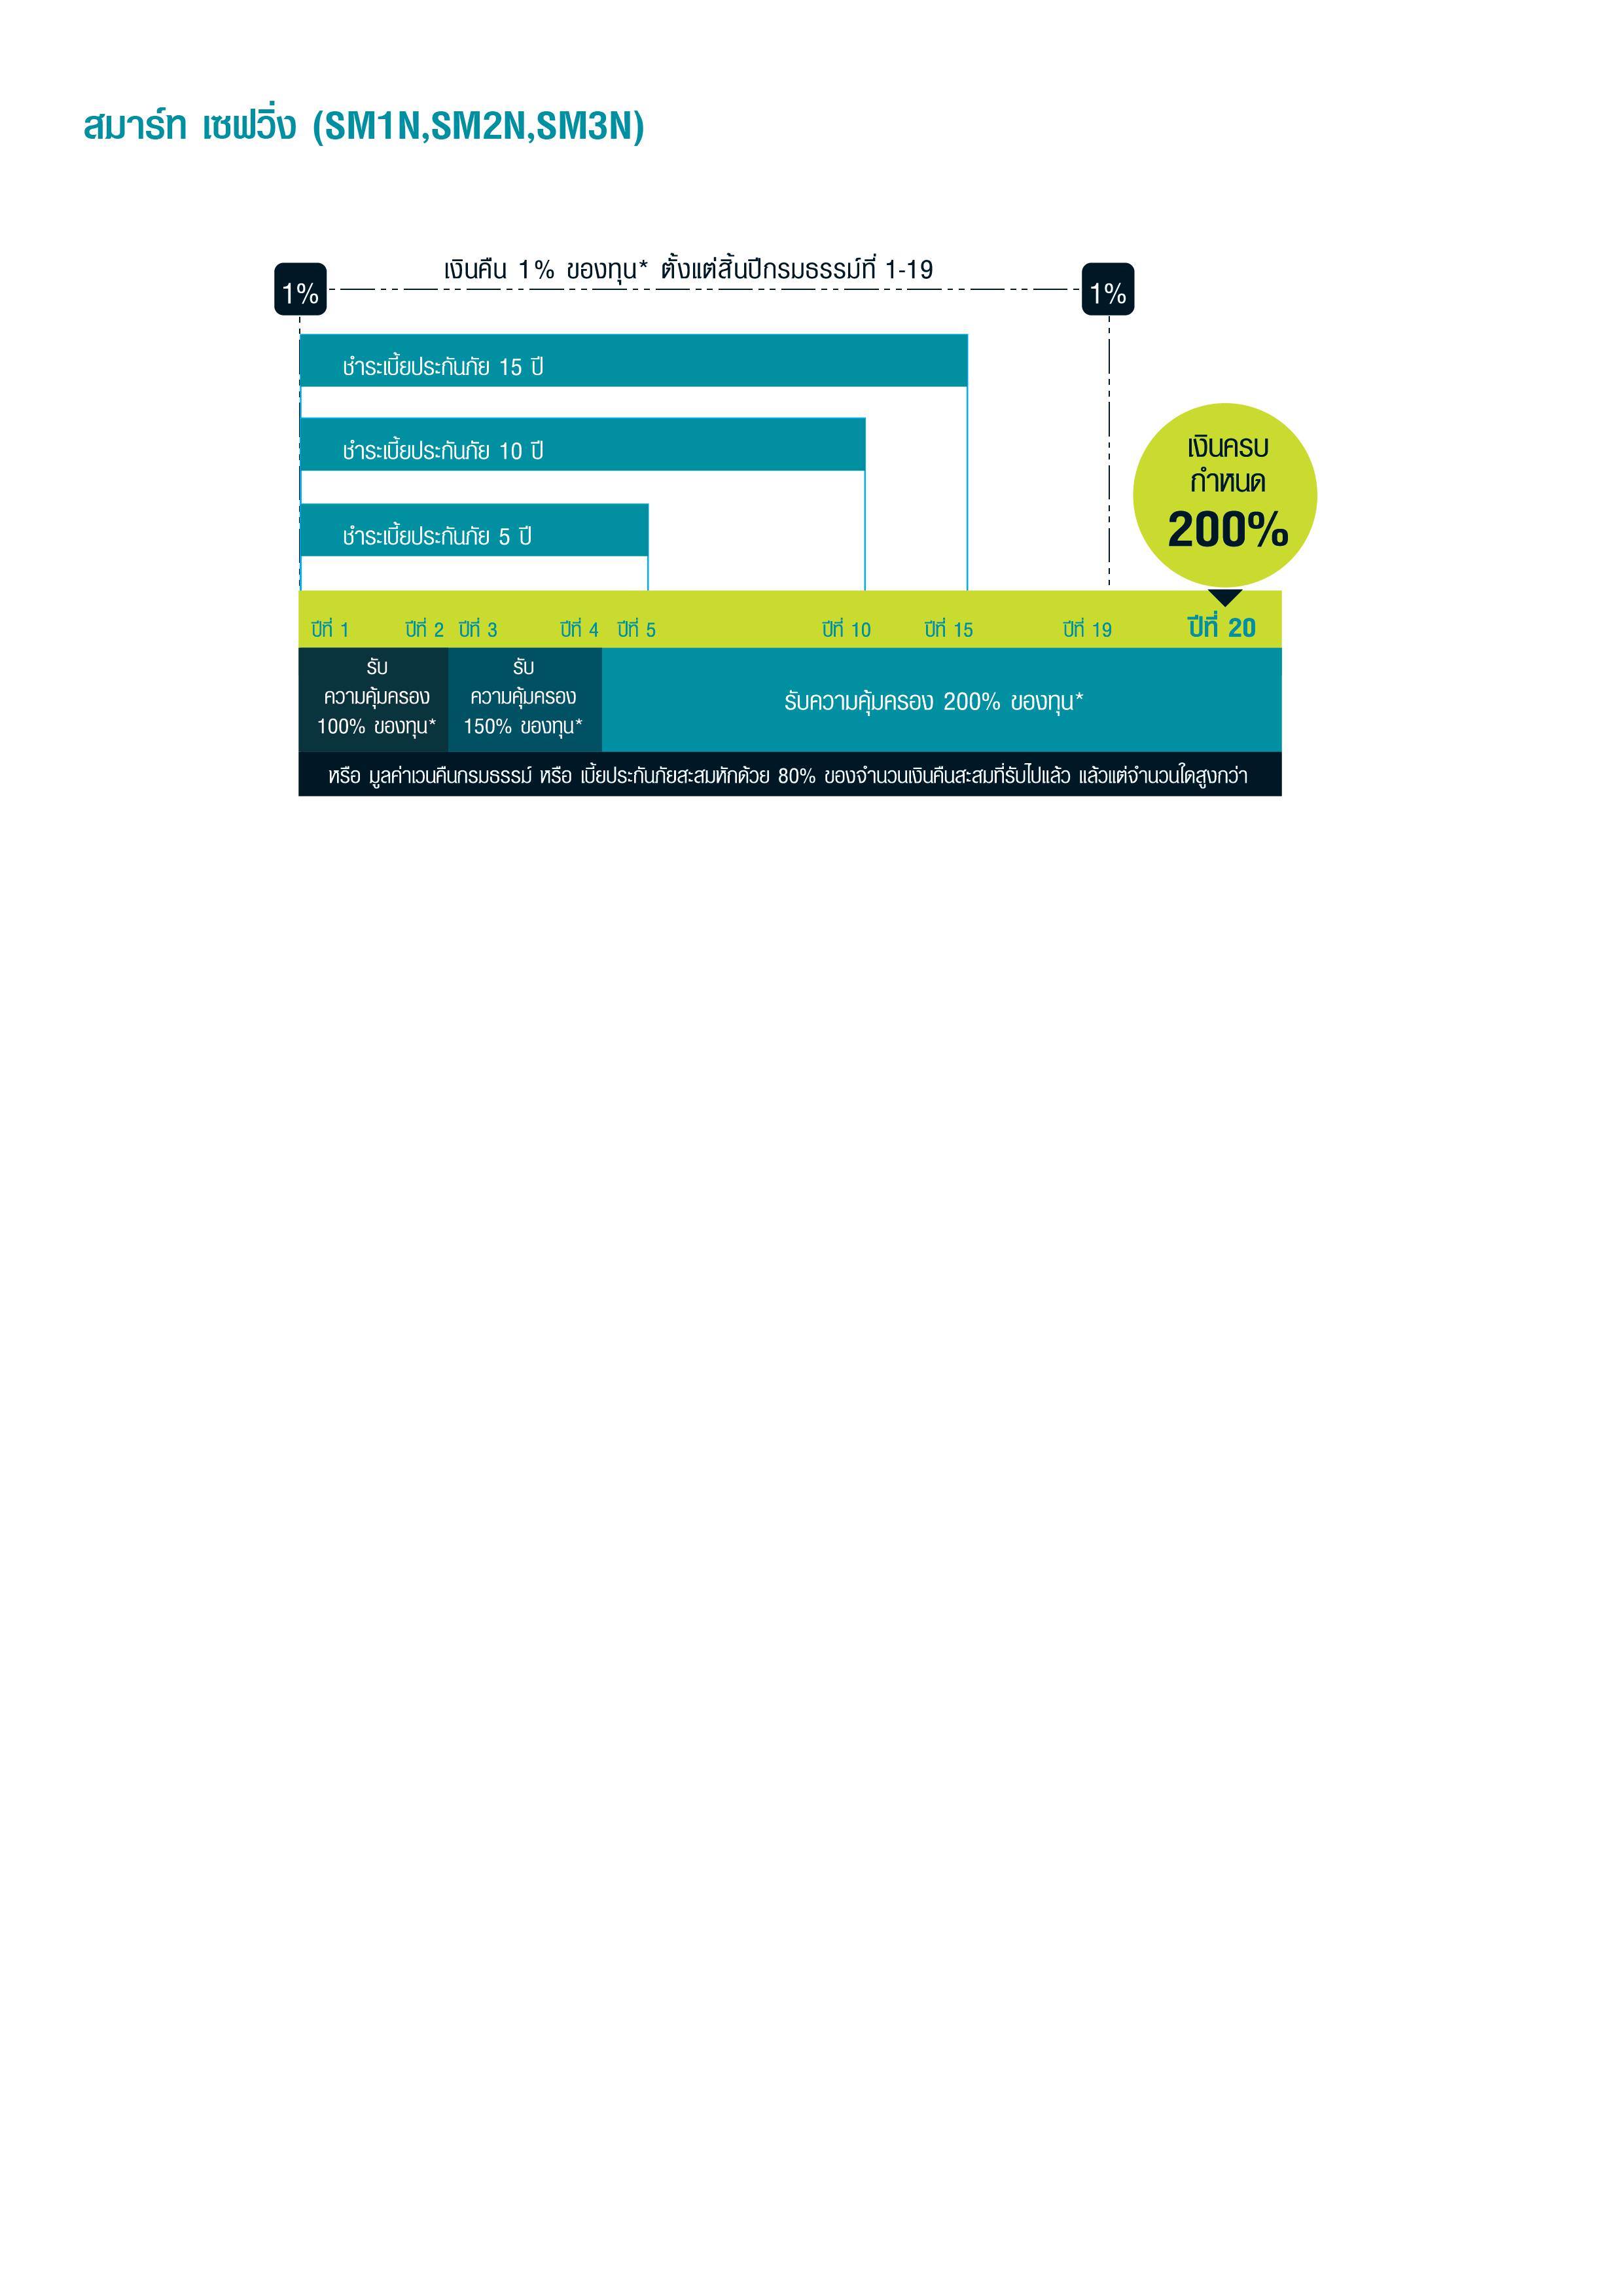 สมาร์ท เซฟวิ่ง (SM1N,SM2N,SM3N)
เงินคืน 1% ของทุน* ตั้งแต่สิ้นปีกรมธรรม์ที่ 1-19
1%
1%
ชำระเบี้ยประกันภัย 15 ปี
ชำระเบี้ยประกันภัย 10 ปี
ชำระเบี้ยประกันภัย 5 ปี
เงินครบ
กำหนด
200%
ปีที่ 1 ปีที่ 2 ปีที่ 3 ปีที่ 4 ปีที่ 5 ปีที่ 10 ปีที่ 15 ปีที่ 19 ปีที่ 20
รับ
ความคุ้มครอง
100% ของทุน*
รับ
ความคุ้มครอง
150% ของทุน*
รับความคุ้มครอง 200% ของทุน*
หรือ มูลค่าเวนคืนกรมธรรม์ หรือ เบี้ยประกันภัยสะสมหักด้วย 80% ของจำนวนเงินคืนสะสมที่รับไปแล้ว แล้วแต่จำนวนใดสูงกว่า